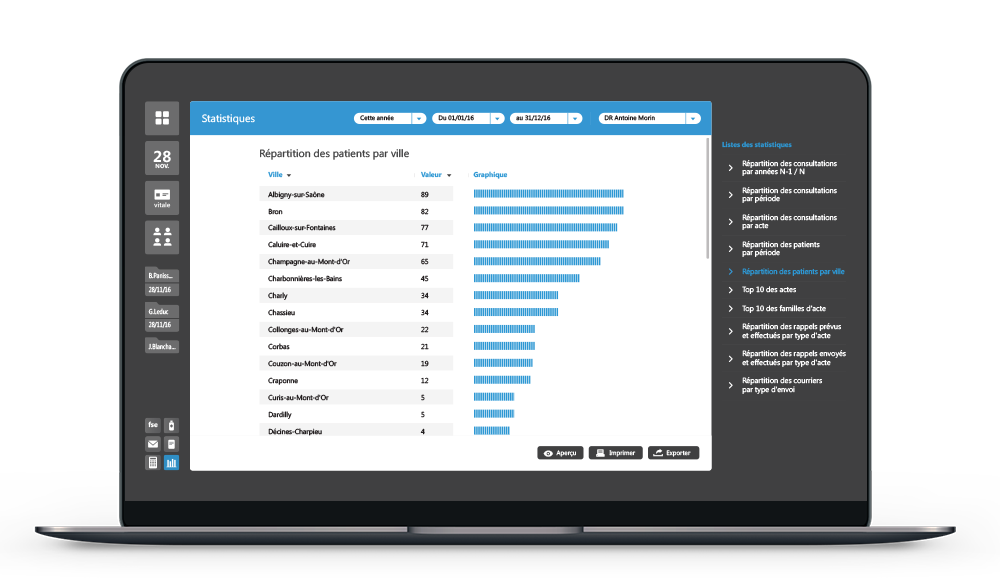 28
NOV.
vitale
B.Paniss...
28/11/16
G.Leduc
28/11/16
J.Blancha...
fse
Statistiques
Cette année
Du 01/01/16
au 31/12/16
DR Antoine Morin
Répartition des patients par ville
Ville Valeur Graphique
Albigny-sur-Saône 89
Bron 82
Cailloux-sur-Fontaines 77
Caluire-et-Cuire 71
Champagne-au-Mont-d'Or 65
Charbonnières-les-Bains 45
Charly 34
Chassieu 34
Collonges-au-Mont-d'Or 22
Corbas 21
Couzon-au-Mont-d'Or 19
Craponne 12
Curis-au-Mont-d'Or 5
Dardilly 5
Décines-Charpieu 4
Aperçu
Imprimer
Exporter
Listes des statistiques
Répartition des consultations
par années N-1 / N
Répartition des consultations
par période
Répartition des consultations
par acte
Répartition des patients
par période
Répartition des patients par ville
Top 10 des actes
Top 10 des familles d'acte
Répartition des rappels prévus
et effectués par type d'acte
Répartition des rappels envoyés
et effectués par type d'acte
Répartition des courriers
par type d'envoi